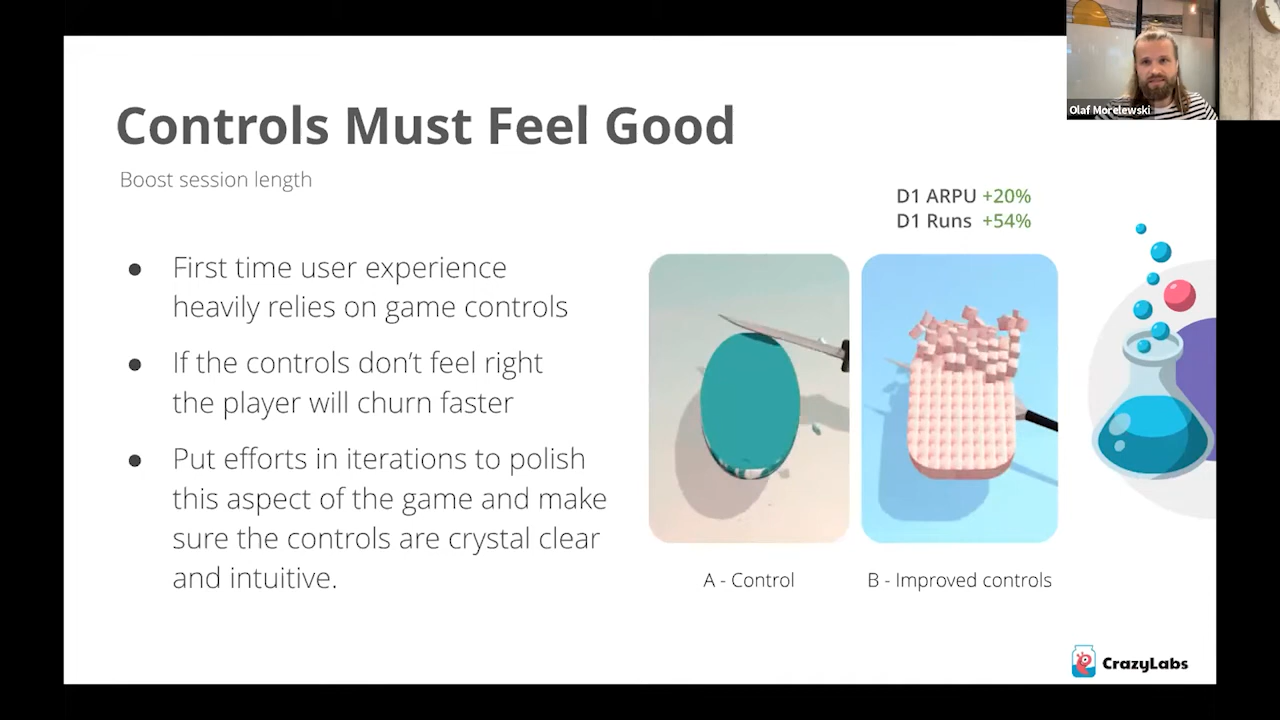 Olaf Morelewski
Controls Must Feel Good
Boost session length
D1 ARPU +20%
D1 Runs +54%
● First time user experience
heavily relies on game controls
● If the controls don’t feel right
the player will churn faster
● Put efforts in iterations to polish
this aspect of the game and make
sure the controls are crystal clear
and intuitive.
A - Control
B - Improved controls
CrazyLabs